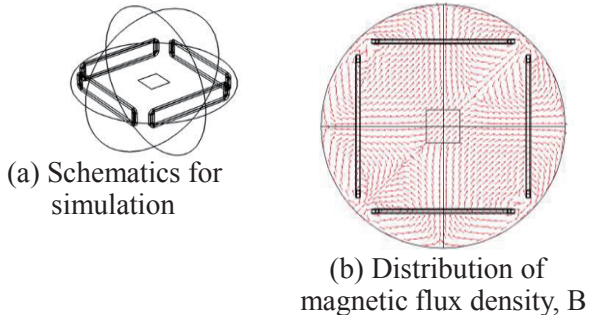 (a) Schematics for
simulation
(b) Distribution of
magnetic flux density, B